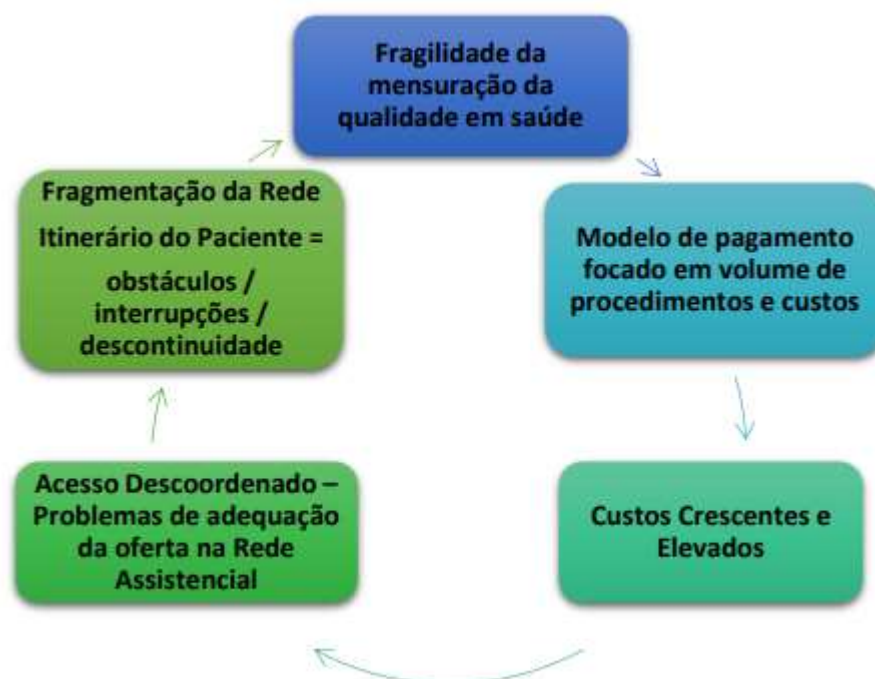 Fragilidade da
mensuração da
qualidade em saúde
Modelo de pagamento
focado em volume de
procedimentos e custos
Custos Crescentes e
Elevados
Acesso Descoordenado –
Problemas de adequação
da oferta na Rede
Assistencial
Fragmentação da Rede
Itinerário do Paciente =
obstáculos /
interrupções /
descontinuidade